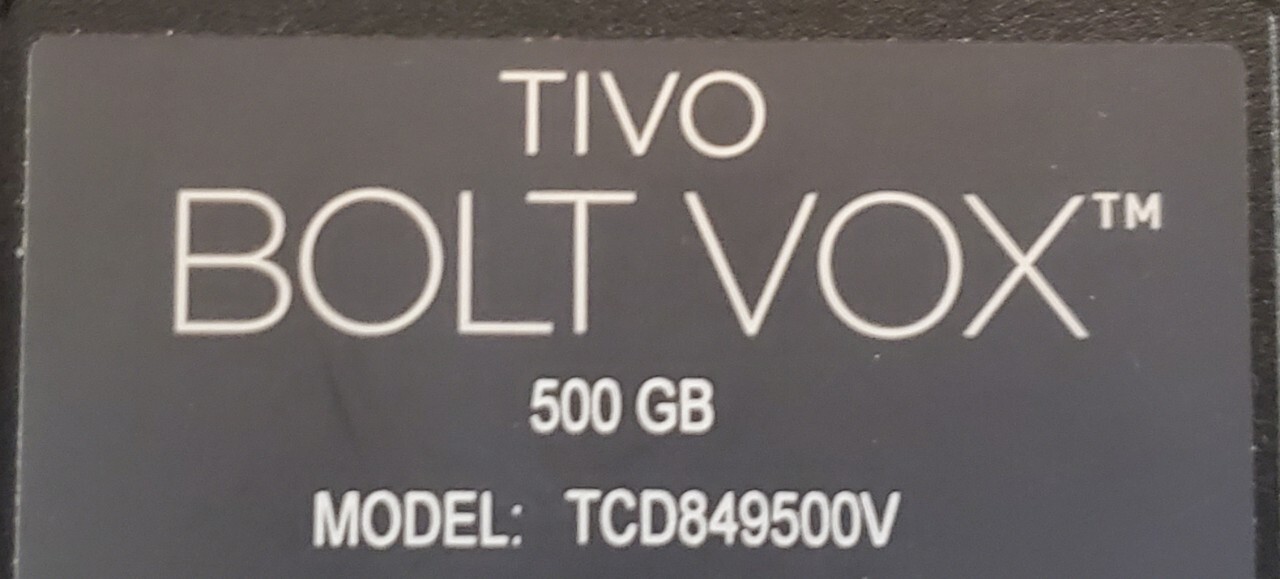 TIVO
BOLT VOX™
500 GB
MODEL: TCD849500V